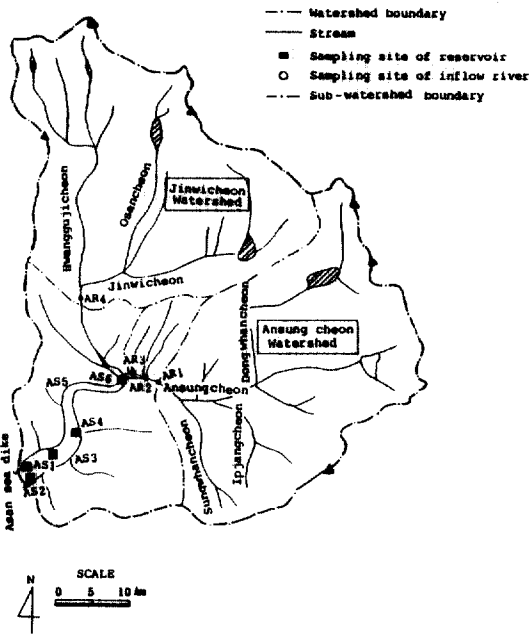 Watershed boundary
Stream
Sampling site of reservoir
Sampling site of inflow river
Sub-watershed boundary
Hwanggujicheon
Osancheon
Jinwicheon
Watershed
Jinwicheon
AR4
Dongwhancheon
Ansung cheon
Watershed
AR3
AR1
AS6
AR2
Ansungcheon
AS5
AS4
AS3
AS1
AS2
Asan sea dike
Sungwhancheon
Ipjangcheon
N
SCALE
0 5 10 km